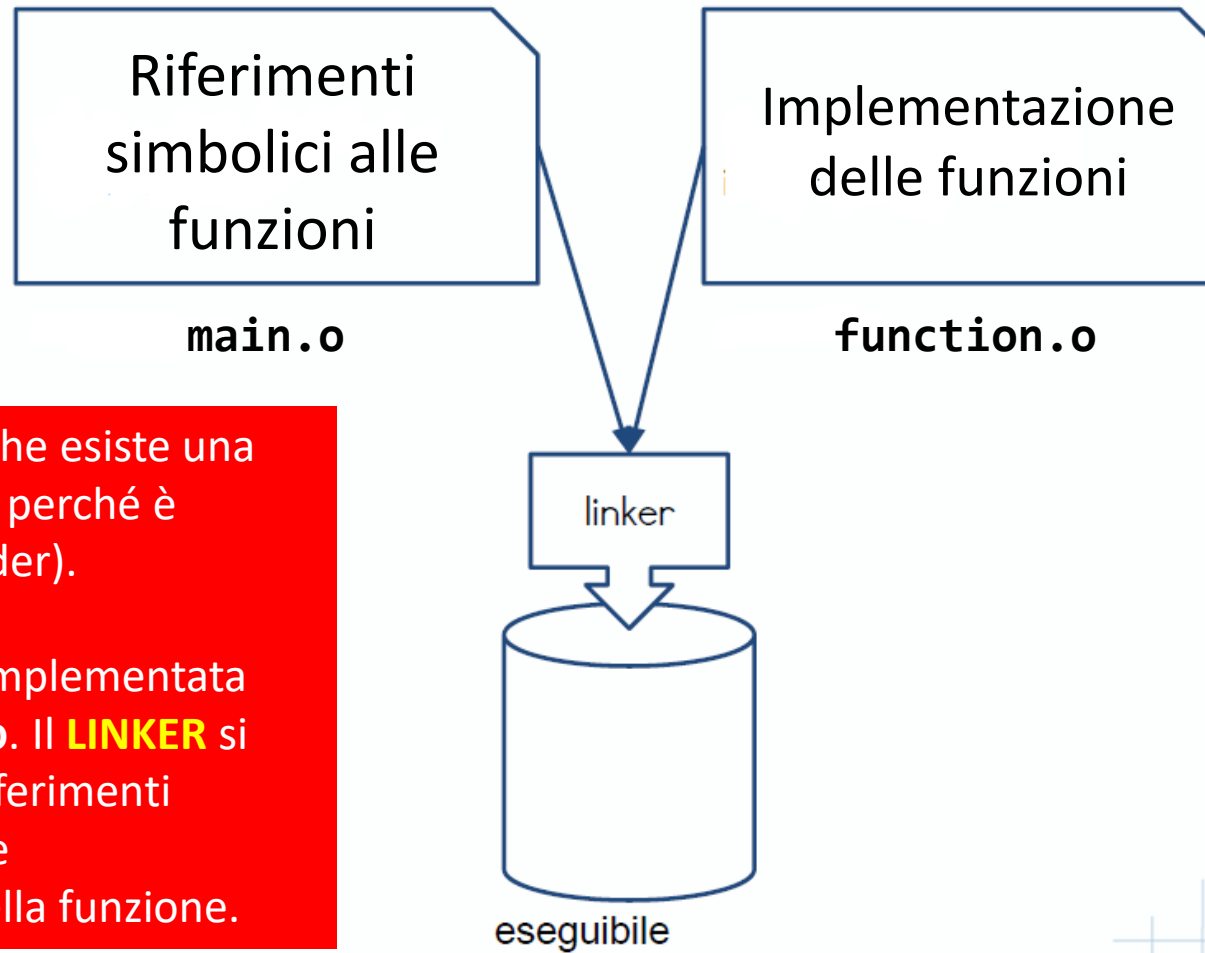 Riferimenti
simbolici alle
funzioni
Implementazione
delle funzioni
main.o
function.o
he esiste una
perché è
der).
mplementata
o. Il LINKER si
ferimenti
e
lla funzione.
linker
eseguibile